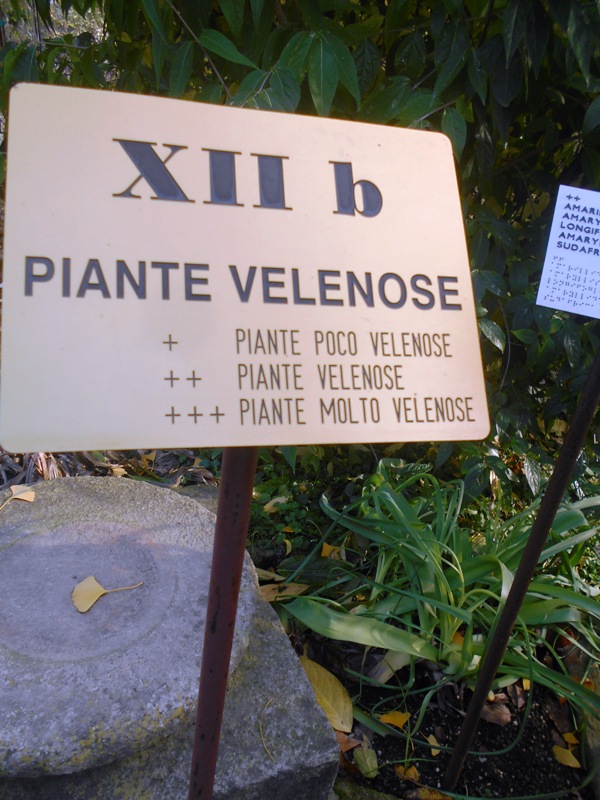 XII b
PIANTE VELENOSE
+ PIANTE POCO VELENOSE
++ PIANTE VELENOSE
+++ PIANTE MOLTO VELENOSE
++